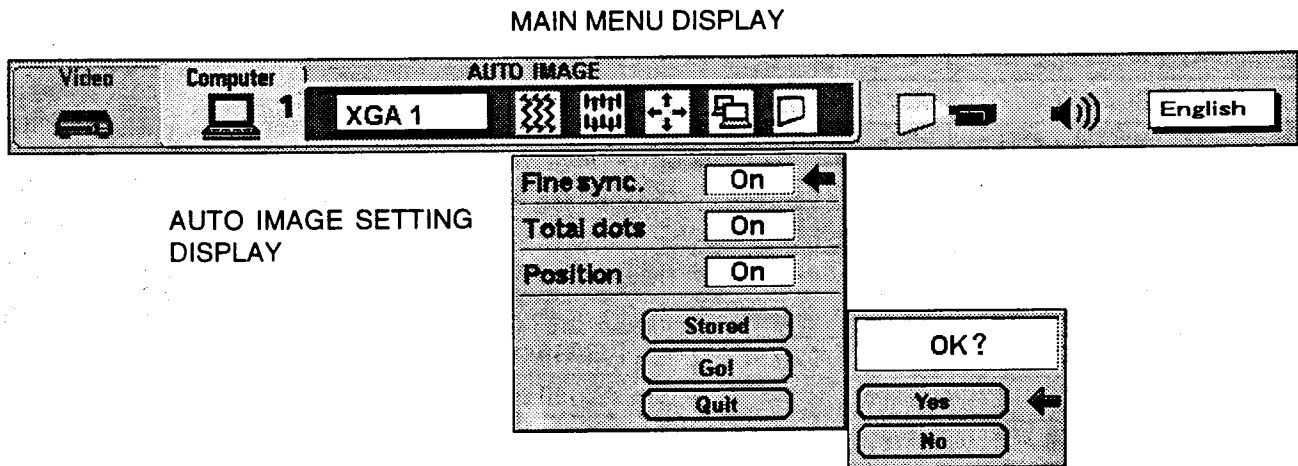 MAIN MENU DISPLAY
Video
Computer
AUTO IMAGE
1
XGA 1
English
Fine sync. On
AUTO IMAGE SETTING
DISPLAY
Total dots On
Position On
Stored
Go!
Quit
OK?
Yes
No